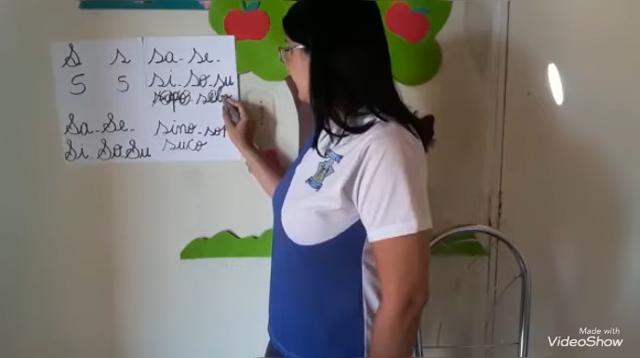 S s sa-se-
S s si-so-su
sapo-sebo
Sa-Se- sino-sol
Si-So Su suco
Made with
VideoShow